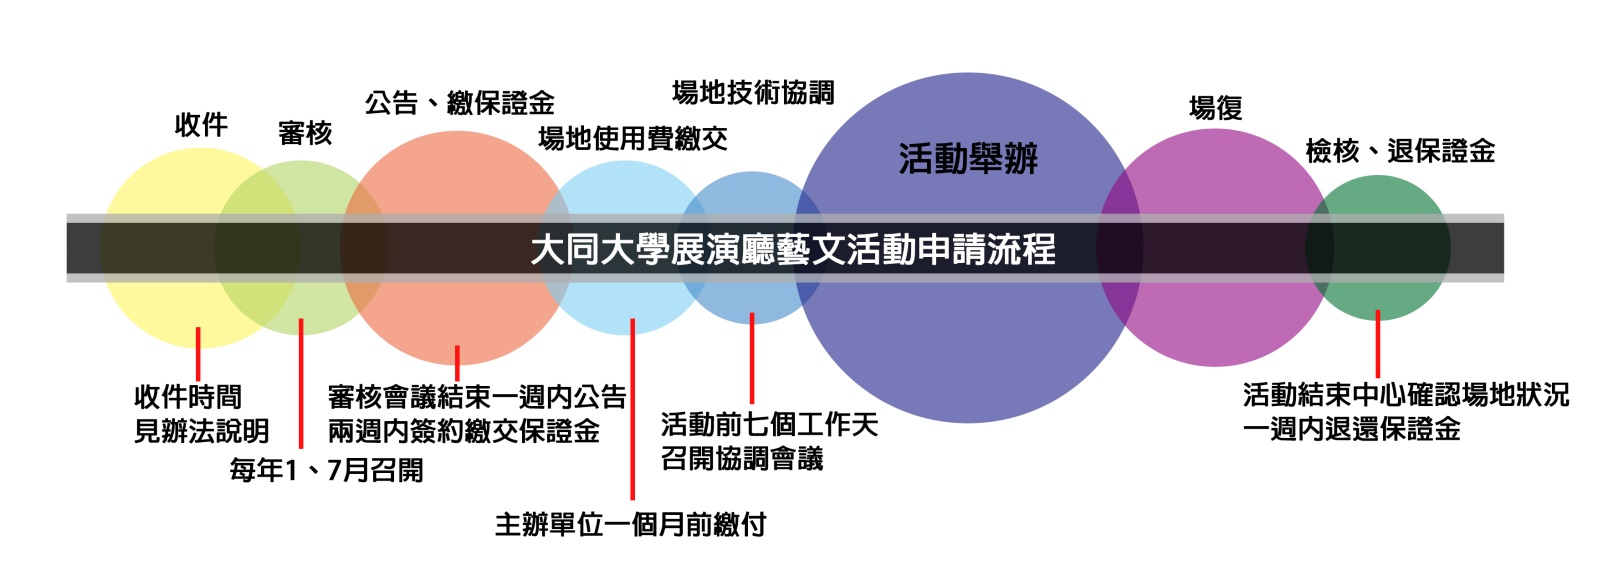 收件
審核
公告、繳保證金
場地使用費繳交
場地技術協調
活動舉辦
場復
檢核、退保證金
大同大學展演廳藝文活動申請流程
收件時間
見辦法說明
每年1、7月召開
審核會議結束一週內公告
兩週內簽約繳交保證金
主辦單位一個月前繳付
活動前七個工作天
召開協調會議
活動結束中心確認場地狀況
一週內退還保證金